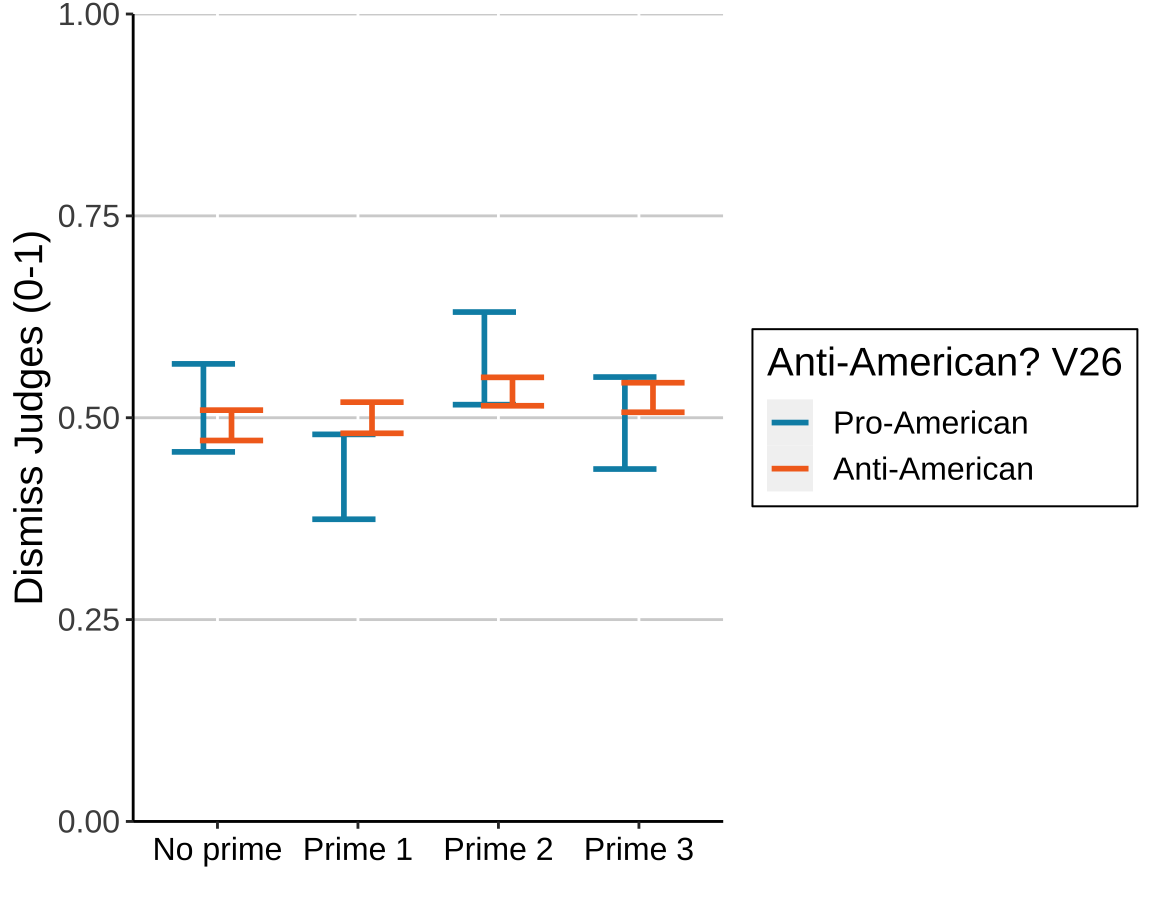 1.00
0.75
0.50
0.25
0.00
Dismiss Judges (0-1)
No prime Prime 1 Prime 2 Prime 3
Anti-American? V26
Pro-American
Anti-American